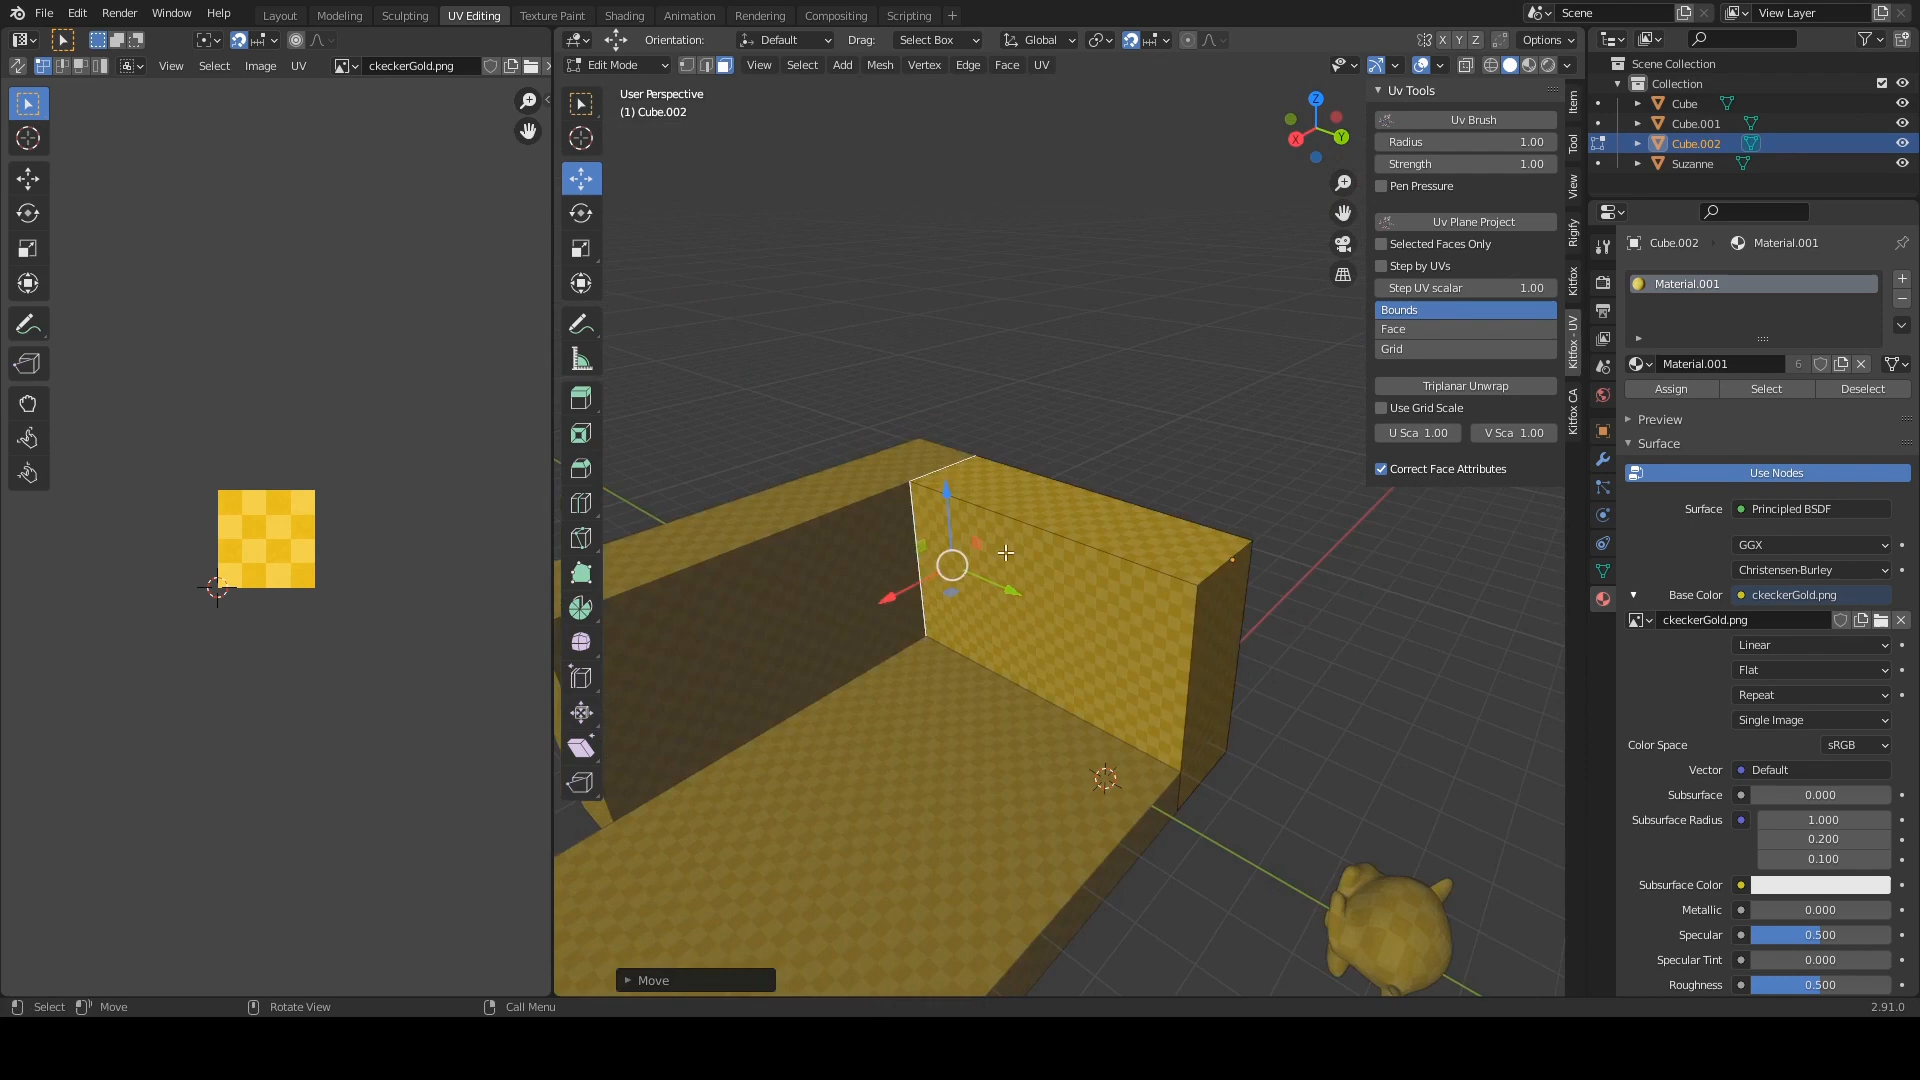 File Edit Render Window Help
Layout Modeling Sculpting UV Editing Texture Paint Shading Animation Rendering Compositing Scripting
Scene
View Layer
View Select Image UV
ckeckerGold.png
Orientation: Default Drag: Select Box Global
X Y Z Options
Edit Mode View Select Add Mesh Vertex Edge Face UV
User Perspective
(1) Cube.002
Z
X
Y
Uv Tools
Uv Brush
Radius 1.00
Strength 1.00
Pen Pressure
Uv Plane Project
Selected Faces Only
Step by UVs
Step UV scalar 1.00
Bounds
Face
Grid
Triplanar Unwrap
Use Grid Scale
U Sca 1.00 V Sca 1.00
Correct Face Attributes
Item
Tool
View
Rigify
Kitfox
Kitfox - UV
Kitfox CA
Scene Collection
Collection
Cube
Cube.001
Cube.002
Suzanne
Cube.002 Material.001
Material.001
Material.001 6
Assign Select Deselect
Preview
Surface
Use Nodes
Surface Principled BSDF
GGX
Christensen-Burley
Base Color ckeckerGold.png
ckeckerGold.png
Linear
Flat
Repeat
Single Image
Color Space sRGB
Vector Default
Subsurface 0.000
Subsurface Radius 1.000
0.200
0.100
Subsurface Color
Metallic 0.000
Specular 0.500
Specular Tint 0.000
Roughness 0.500
Move
Select Move Rotate View Call Menu 2.91.0